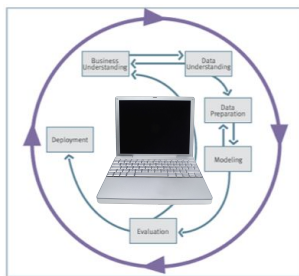 Business
Understanding
Data
Understanding
Data
Preparation
Modeling
Deployment
Evaluation